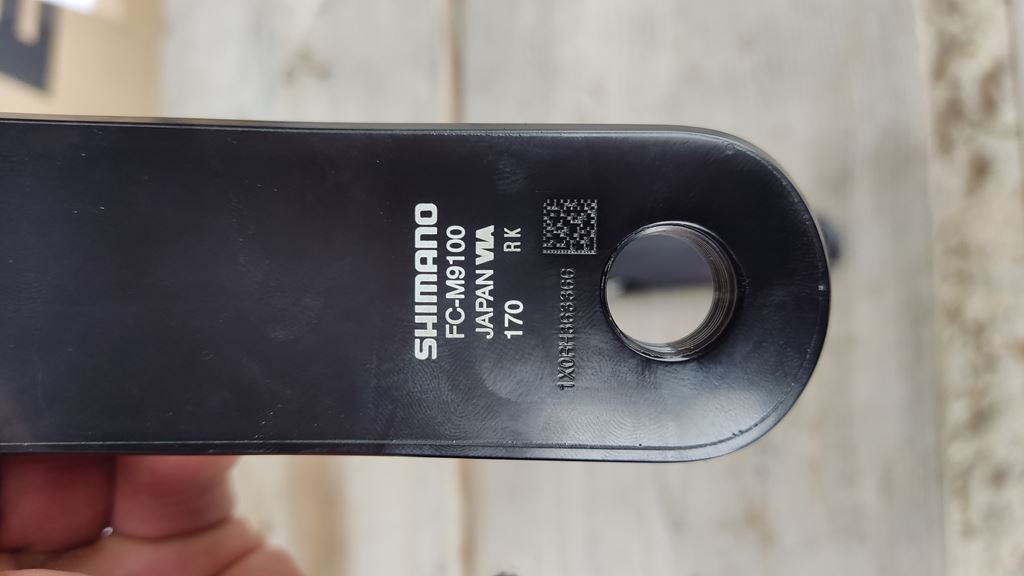 SHIMANO
FC-M9100
JAPAN VIA
170 RK